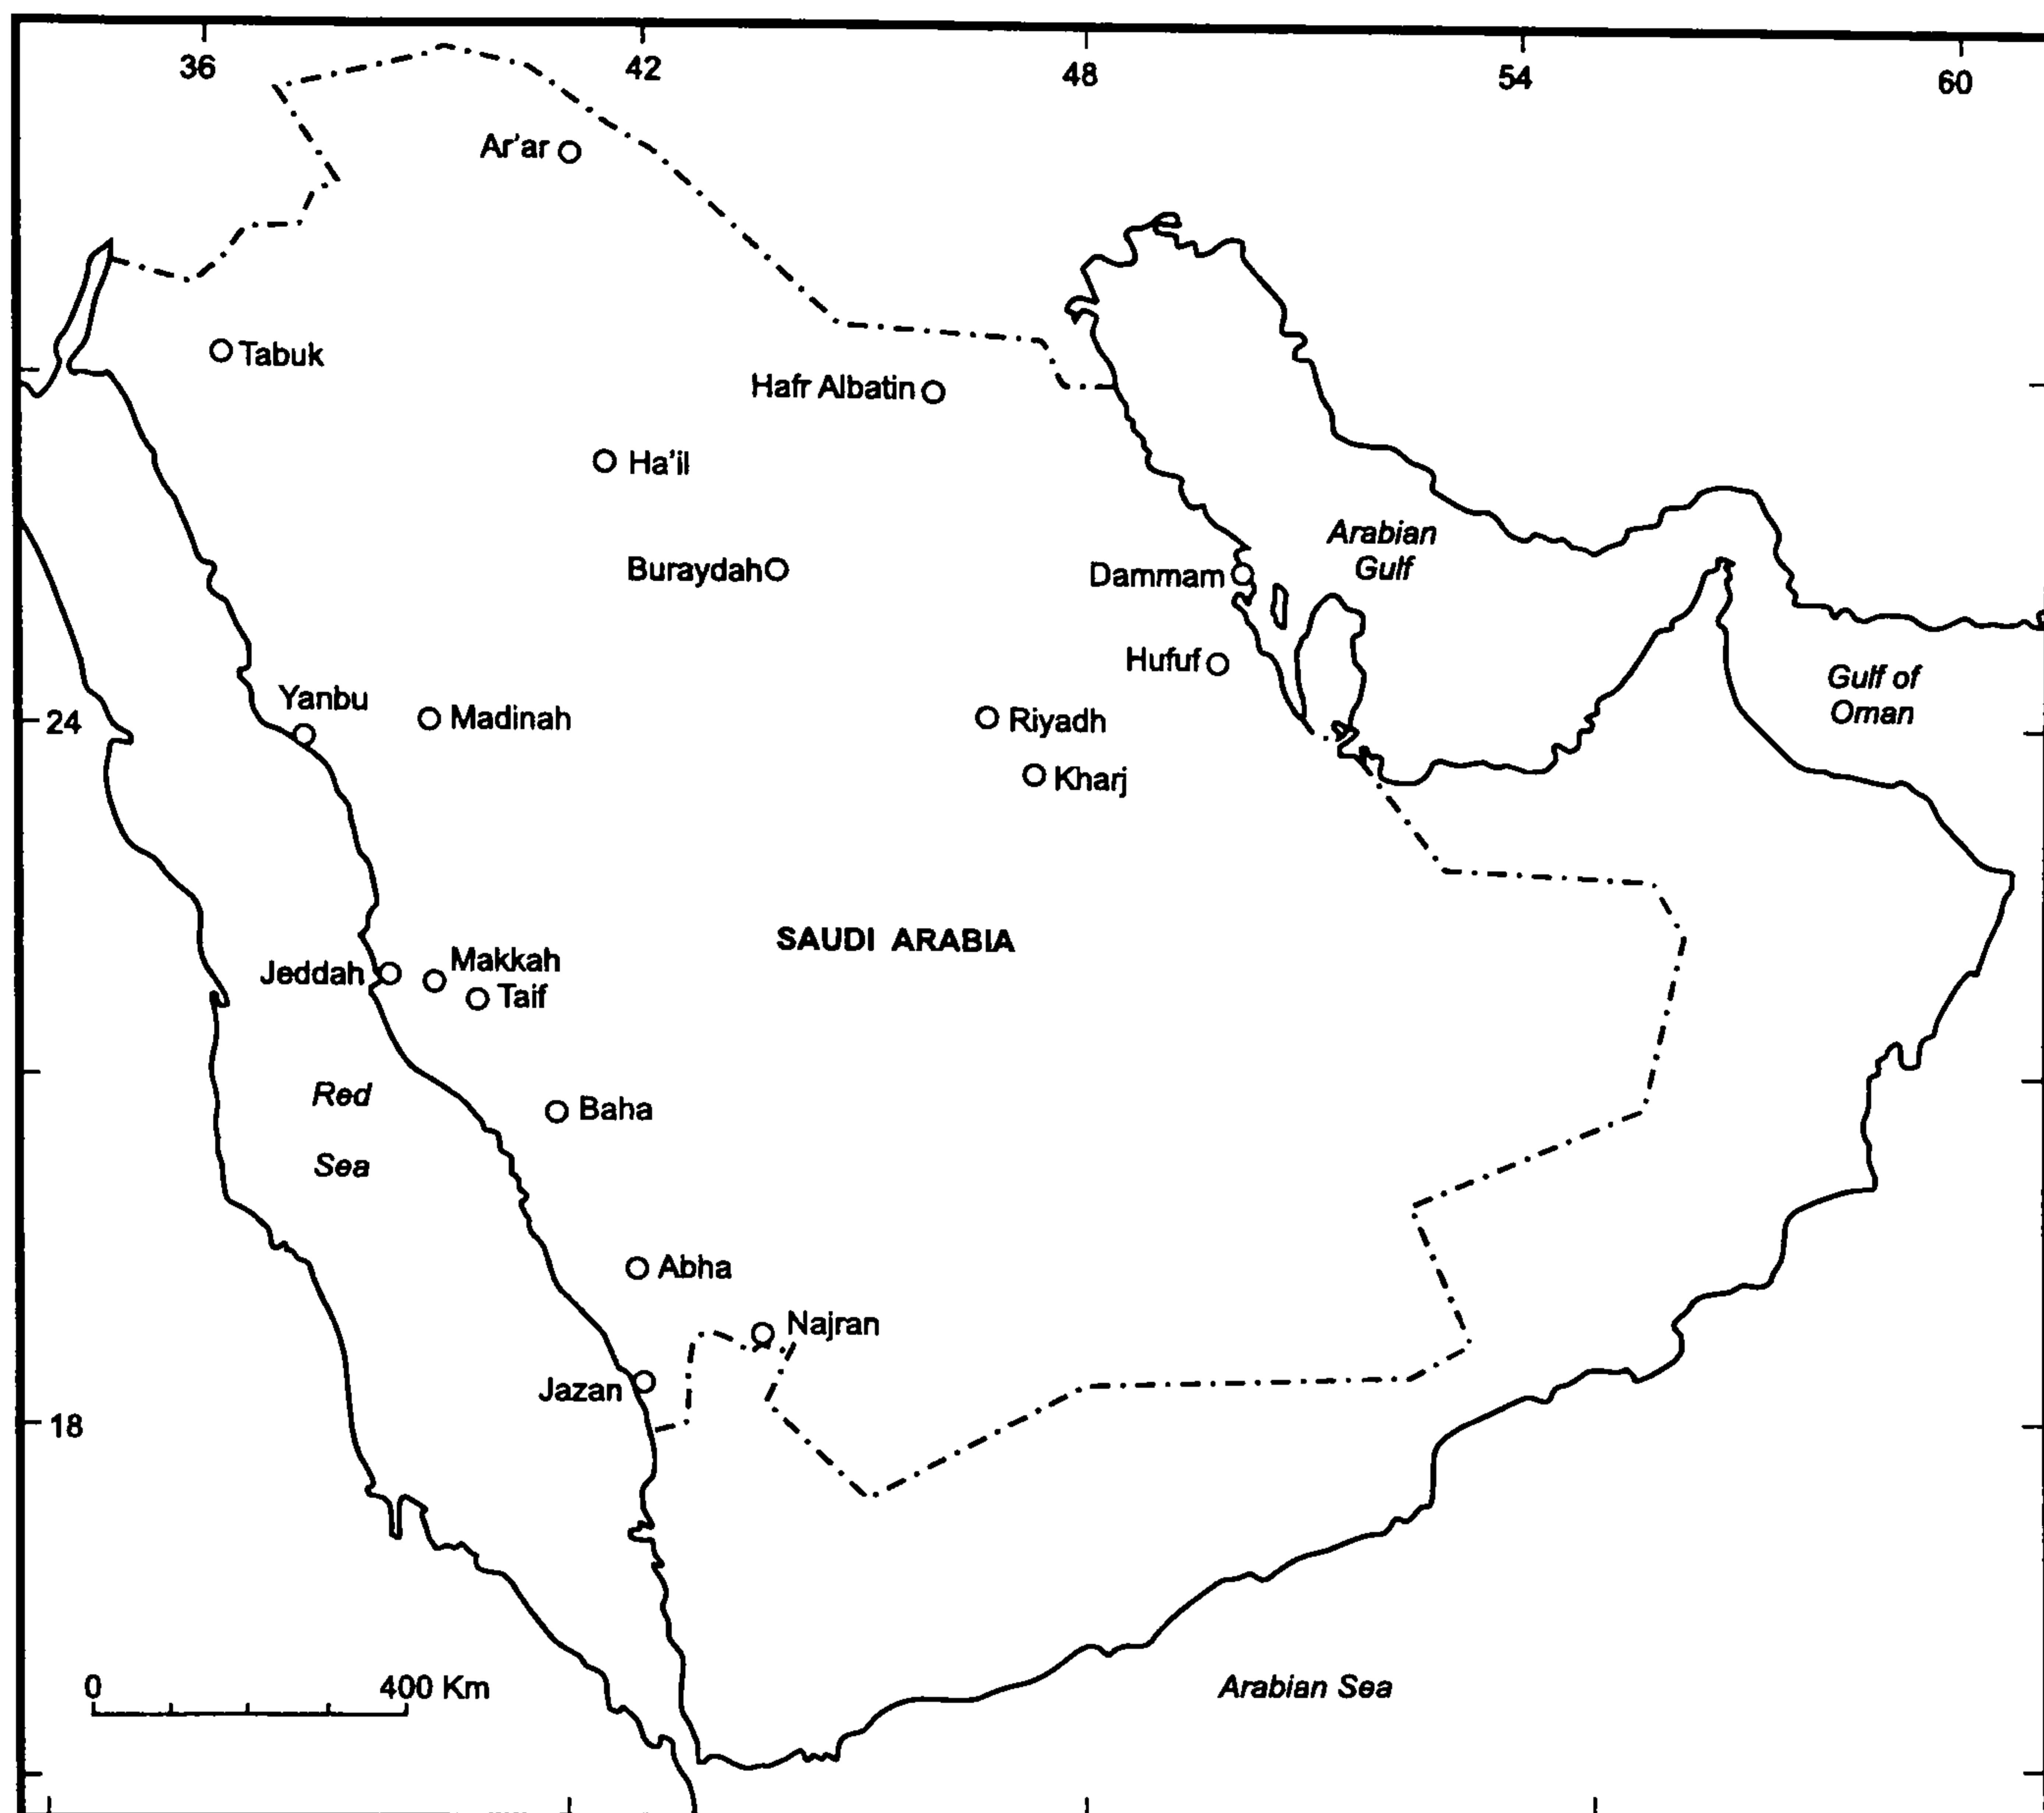 36
42
48
54
60
Ar'ar
Tabuk
Hafr Albatin
Ha'il
Arabian
Gulf
Buraydah
Dammam
Hufuf
Gulf of
Oman
Yanbu
24
Madinah
Riyadh
Kharj
SAUDI ARABIA
Makkah
Jeddah
Taif
Red
Sea
Baha
Abha
Najran
Jazan
18
0
400 Km
Arabian Sea